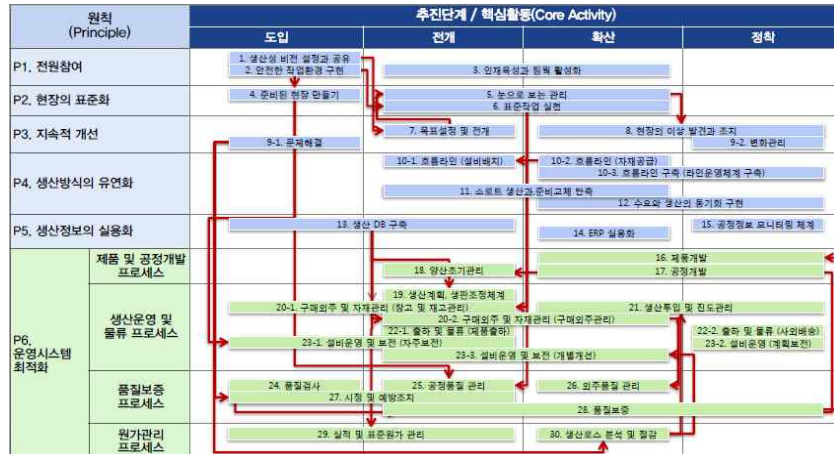 원칙
(Principle)
추진단계 / 핵심활동(Core Activity)
도입
전개
확산
정착
P1. 전원참여
1. 생산성 비전 설정과 공유
2. 안전한 작업환경 구현
3. 인재육성과 팀웍 활성화
P2. 현장의 표준화
4. 준비된 현장 만들기
5. 눈으로 보는 관리
6. 표준작업 실천
P3. 지속적 개선
7. 목표설정 및 전개
8. 현장의 이상 발견과 조치
9-1. 문제해결
9-2. 변화관리
P4. 생산방식의 유연화
10-1. 흐름라인 (설비배치)
10-2. 흐름라인 (자재공급)
10-3. 흐름라인 구축 (라인운영체계 구축)
11. 소로트 생산과 준비교체 단축
12. 수요와 생산의 동기화 구현
P5. 생산정보의 실용화
13. 생산 DB 구축
14. ERP 실용화
15. 공정정보 모니터링 체계
P6.
운영시스템
최적화
제품 및 공정개발
프로세스
16. 제품개발
17. 공정개발
18. 양산초기관리
생산운영 및
물류 프로세스
19. 생산계획, 생판조정체계
20-1. 구매외주 및 자재관리 (창고 및 재고관리)
21. 생산투입 및 진도관리
20-2. 구매외주 및 자재관리 (구매외주관리)
22-1. 출하 및 물류 (제품출하)
22-2. 출하 및 물류 (사외배송)
23-1. 설비운영 및 보전 (자주보전)
23-2. 설비운영 (계획보전)
23-3. 설비운영 및 보전 (개별개선)
품질보증
프로세스
24. 품질검사
25. 공정품질 관리
26. 외주품질 관리
27. 시정 및 예방조치
28. 품질보증
원가관리
프로세스
29. 실적 및 표준원가 관리
30. 생산로스 분석 및 절감